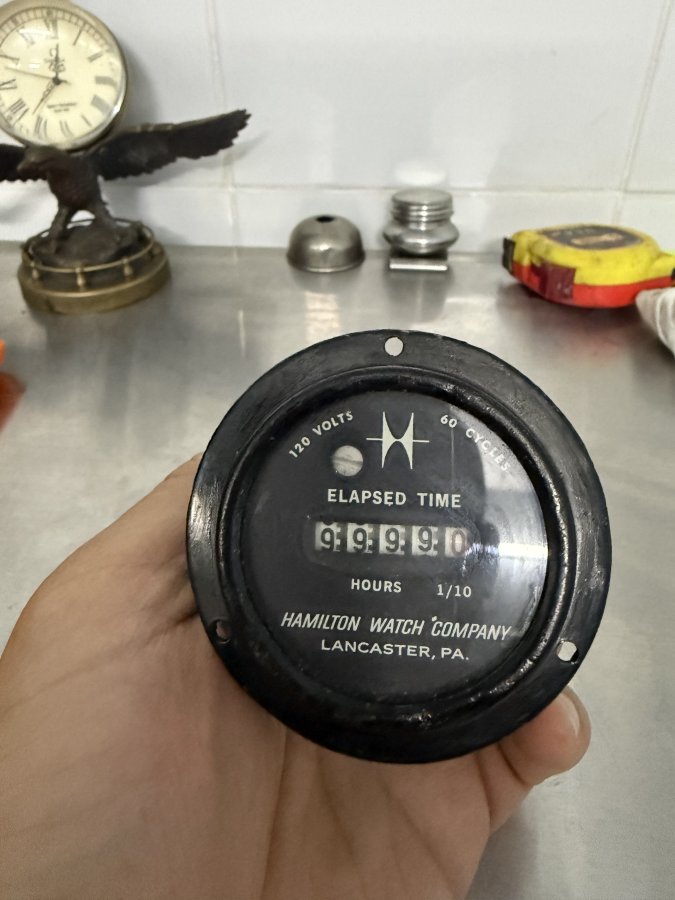 120 VOLTS
60 CYCLES
ELAPSED TIME
99990
HOURS 1/10
HAMILTON WATCH COMPANY
LANCASTER, PA.